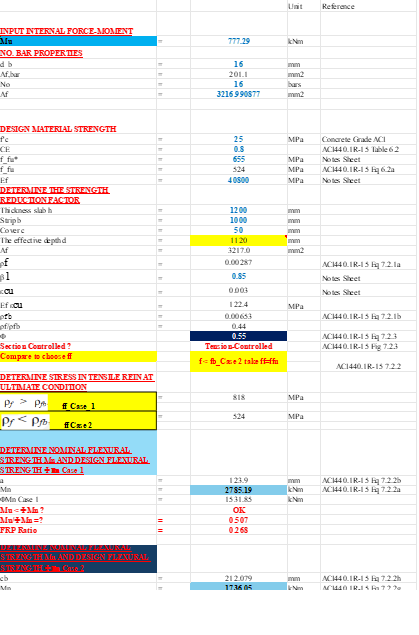 Unit Reference
INPUT INTERNAL FORCE-MOMENT
Mu = 777.29 kNm
NO. BAR PROPERTIES
d_b = 16 mm
Af,bar = 201.1 mm2
No = 16 bars
Af = 3216.990877 mm2
DESIGN MATERIAL STRENGTH
f'c = 25 MPa Concrete Grade ACI
CE = 0.8 ACI440.1R-15 Table 6.2
f_fu* = 655 MPa Notes Sheet
f_fu = 524 MPa ACI440.1R-15 Eq 6.2a
Ef = 40800 MPa Notes Sheet
DETERMINE THE STRENGTH
REDUCTION FACTOR
Thickness slab h = 1200 mm
Strip b = 1000 mm
Cover c = 50 mm
The effective depth d = 1120 mm
Af = 3217.0 mm2
ρf = 0.00287 ACI440.1R-15 Eq 7.2.1a
β1 = 0.85 Notes Sheet
εcu = 0.003 Notes Sheet
Ef εcu = 122.4 MPa
ρfb = 0.00653 ACI440.1R-15 Eq 7.2.1b
ρf/ρfb = 0.44
Φ = 0.55 ACI440.1R-15 Eq 7.2.3
Section Controlled ? Tension-Controlled ACI440.1R-15 Fig 7.2.3
Compare to choose ff f < fb_Case 2 take ff=ffu ACI440.1R-15 7.2.2
DETERMINE STRESS IN TENSILE REIN AT
ULTIMATE CONDITION
ρf > ρfb ff_Case_1 = 818 MPa
ρf < ρfb ff Case 2 = 524 MPa
DETERMINE NOMINAL FLEXURAL
STRENGTH Mn AND DESIGN FLEXURAL
STRENGTH ΦMn Case 1
a = 123.9 mm ACI440.1R-15 Eq 7.2.2b
Mn = 2785.19 kNm ACI440.1R-15 Eq 7.2.2a
ΦMn Case 1 = 1531.85 kNm
Mu < ΦMn ? OK
Mu/ΦMn =? = 0.507
FRP Ratio = 0.268
DETERMINE NOMINAL FLEXURAL
STRENGTH Mn AND DESIGN FLEXURAL
STRENGTH ΦMn Case 2
cb = 212.079 mm ACI440.1R-15 Eq 7.2.2h
Mn = 1736.05 kNm ACI440.1R-15 Eq 7.2.2g